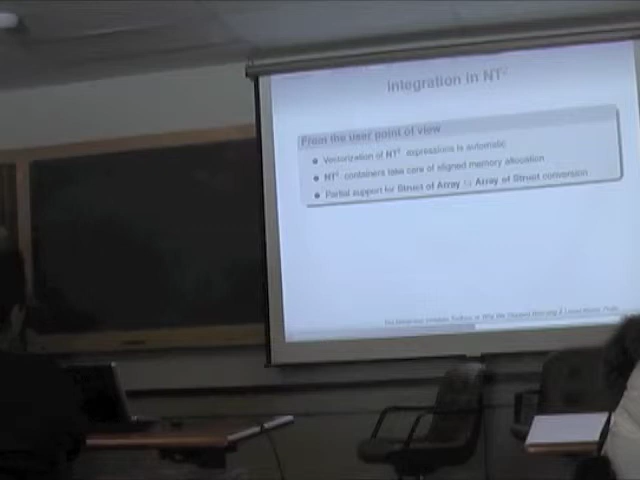 Integration in NT²
From the user point of view
Vectorization of NT² expressions is automatic
NT² containers take care of aligned memory allocation
Partial support for Struct of Array Array of Struct conversion